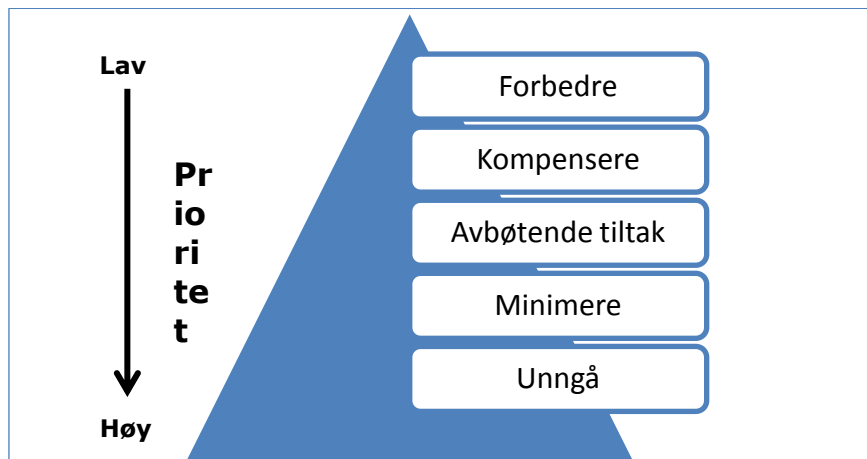 Lav
Pr
io
ri
te
t
Høy
Forbedre
Kompensere
Avbøtende tiltak
Minimere
Unngå